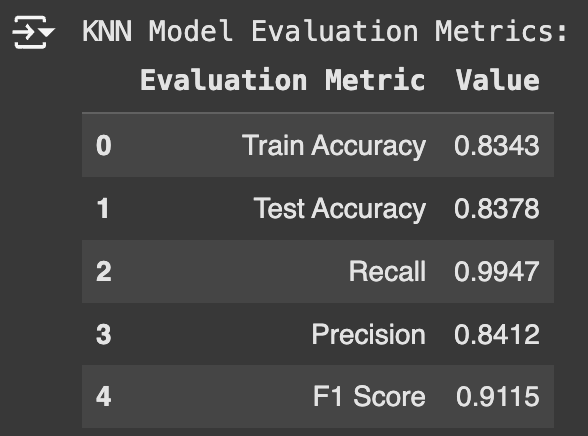 KNN Model Evaluation Metrics:
Evaluation Metric Value
0 Train Accuracy 0.8343
1 Test Accuracy 0.8378
2 Recall 0.9947
3 Precision 0.8412
4 F1 Score 0.9115